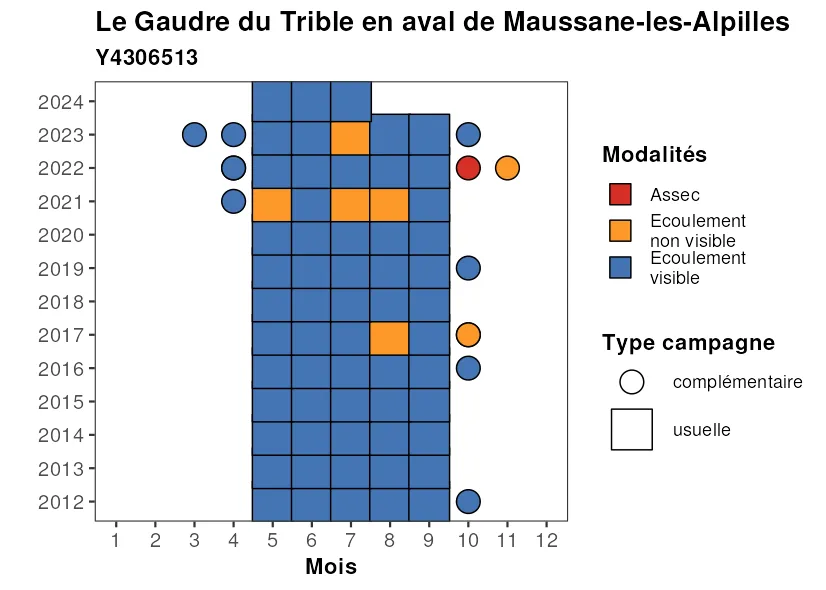 Le Gaudre du Trible en aval de Maussane-les-Alpilles
Y4306513
2024
2023
2022
2021
2020
2019
2018
2017
2016
2015
2014
2013
2012
1 2 3 4 5 6 7 8 9 10 11 12
Mois
Modalités
Assec
Ecoulement
non visible
Ecoulement
visible
Type campagne
complémentaire
usuelle